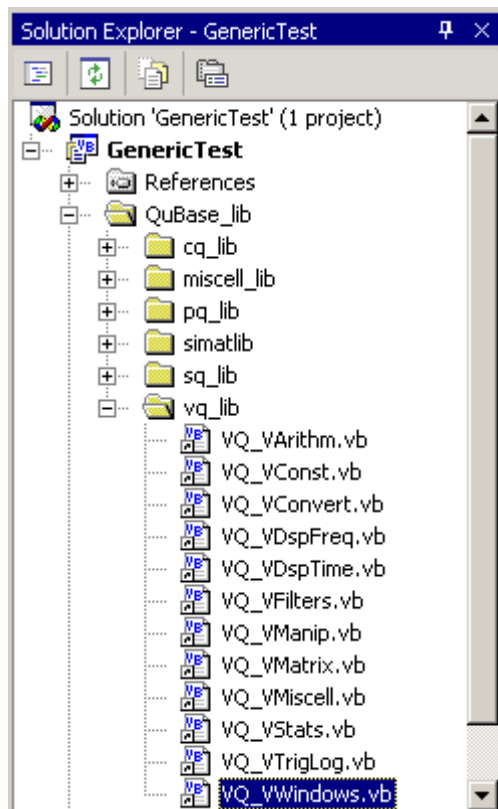 Solution Explorer - GenericTest
Solution 'GenericTest' (1 project)
GenericTest
References
QuBase_lib
cq_lib
miscell_lib
pq_lib
simatlib
sq_lib
vq_lib
VQ_VArithm.vb
VQ_VConst.vb
VQ_VConvert.vb
VQ_VDspFreq.vb
VQ_VDspTime.vb
VQ_VFilters.vb
VQ_VManip.vb
VQ_VMatrix.vb
VQ_VMiscell.vb
VQ_VStats.vb
VQ_VTrigLog.vb
VQ_VWindows.vb